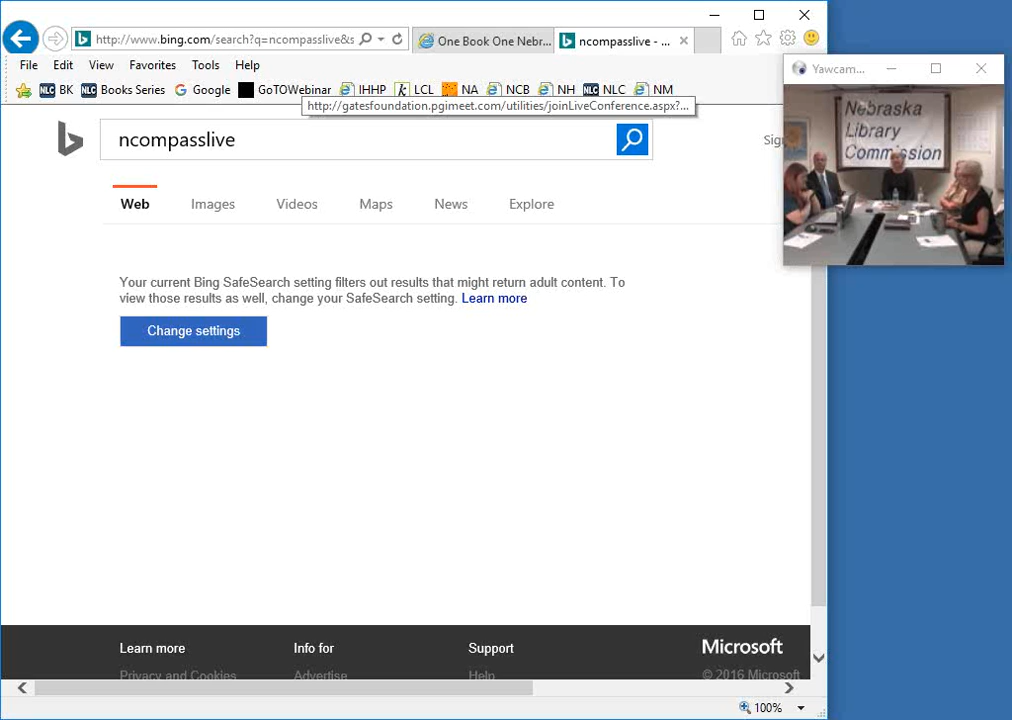 http://www.bing.com/search?q=ncompasslive&s
One Book One Nebr...
ncompasslive - ...
File Edit View Favorites Tools Help
BK Books Series Google GoTOWebinar IHHP LCL NA NCB NH NLC NM
http://gatesfoundation.pgimeet.com/utilities/joinLiveConference.aspx?...
Yawcam...
Nebraska
Library
Commission
ncompasslive
Web Images Videos Maps News Explore
Your current Bing SafeSearch setting filters out results that might return adult content. To
view those results as well, change your SafeSearch setting. Learn more
Change settings
Learn more Info for Support Microsoft
Privacy and Cookies Advertise Help © 2016 Microsoft
100%